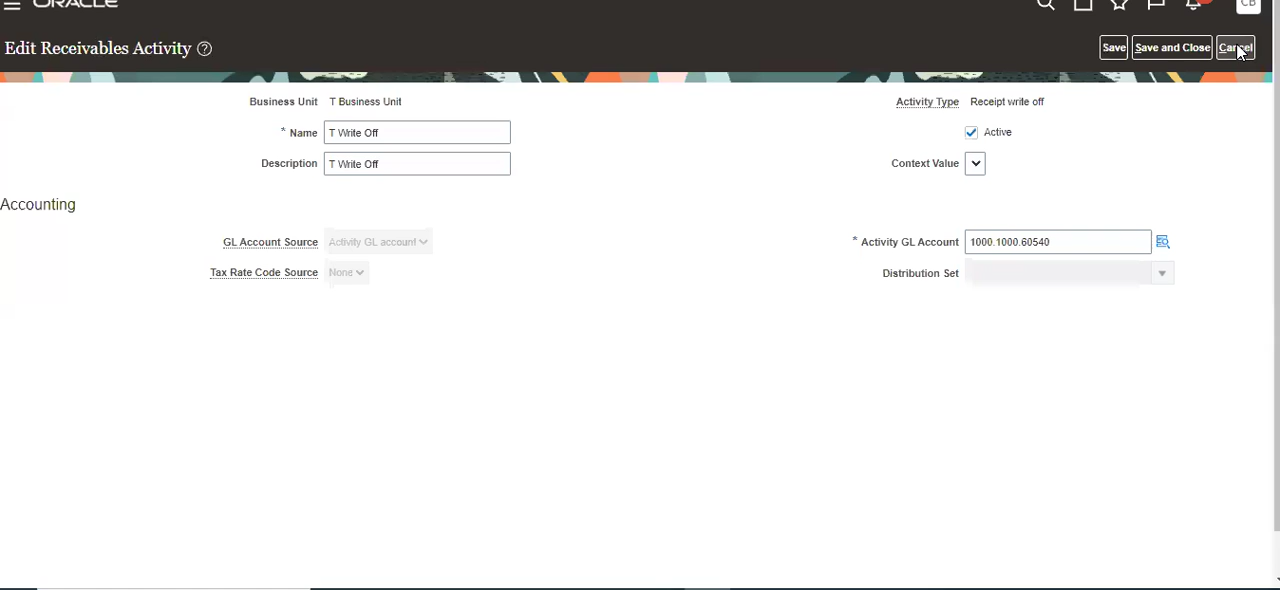 ORACLE
CB
Edit Receivables Activity ?
Save Save and Close Cancel
Business Unit T Business Unit
Activity Type Receipt write off
* Name T Write Off
Active
Description T Write Off
Context Value
Accounting
GL Account Source Activity GL account
* Activity GL Account 1000.1000.60540
Tax Rate Code Source None
Distribution Set